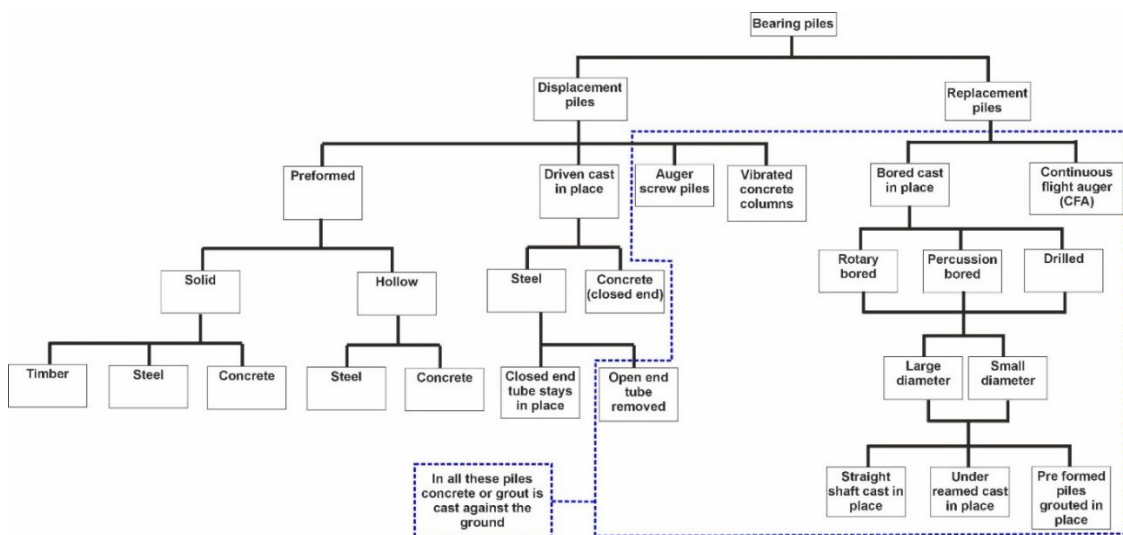 Bearing piles
Displacement
piles
Replacement
piles
Preformed
Driven cast
in place
Auger
screw piles
Vibrated
concrete
columns
Bored cast
in place
Continuous
flight auger
(CFA)
Solid
Hollow
Steel
Concrete
(closed end)
Rotary
bored
Percussion
bored
Drilled
Timber
Steel
Concrete
Steel
Concrete
Closed end
tube stays
in place
Open end
tube
removed
Large
diameter
Small
diameter
In all these piles
concrete or grout is
cast against the
ground
Straight
shaft cast in
place
Under
reamed cast
in place
Pre formed
piles
grouted in
place